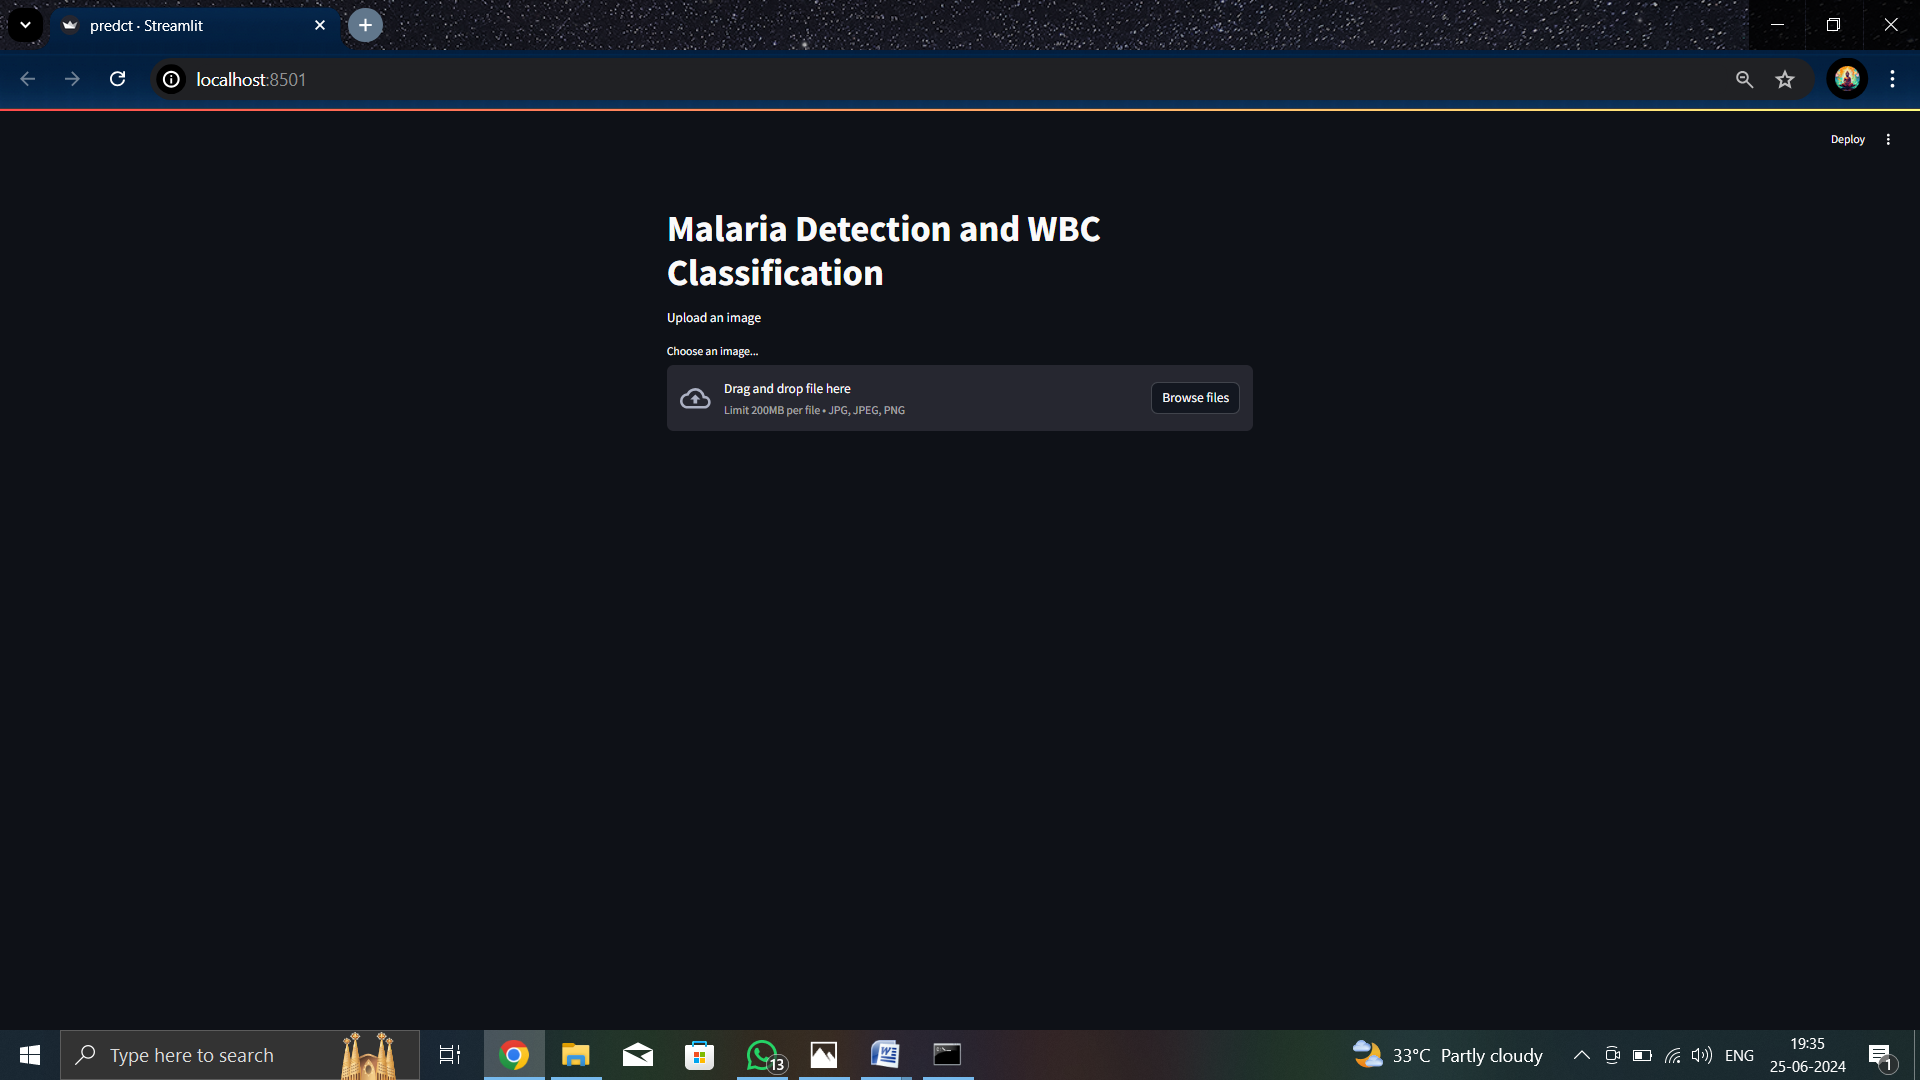 predct · Streamlit
localhost:8501
Deploy
Malaria Detection and WBC
Classification
Upload an image
Choose an image...
Drag and drop file here
Limit 200MB per file • JPG, JPEG, PNG
Browse files
Type here to search
13
33°C Partly cloudy
ENG
19:35
25-06-2024
1